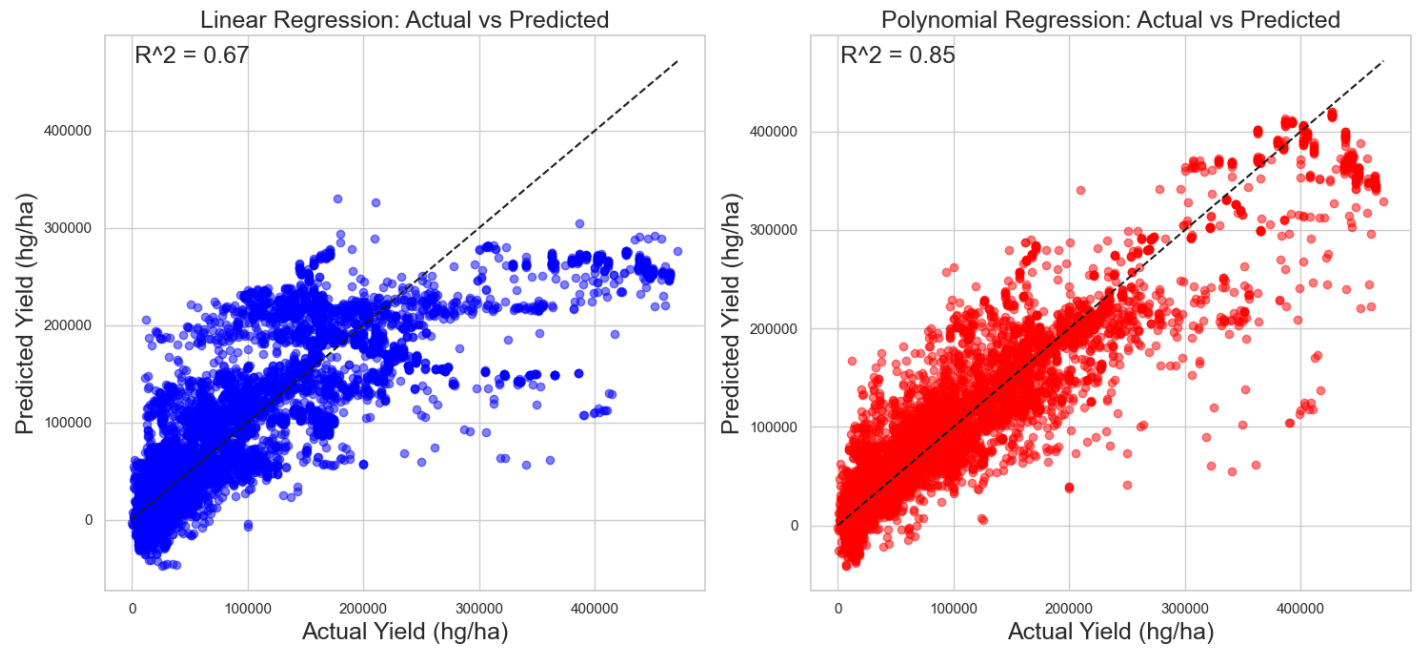 Linear Regression: Actual vs Predicted
R^2 = 0.67
Predicted Yield (hg/ha)
400000
300000
200000
100000
0
0 100000 200000 300000 400000
Actual Yield (hg/ha)
Polynomial Regression: Actual vs Predicted
R^2 = 0.85
Predicted Yield (hg/ha)
400000
300000
200000
100000
0
0 100000 200000 300000 400000
Actual Yield (hg/ha)